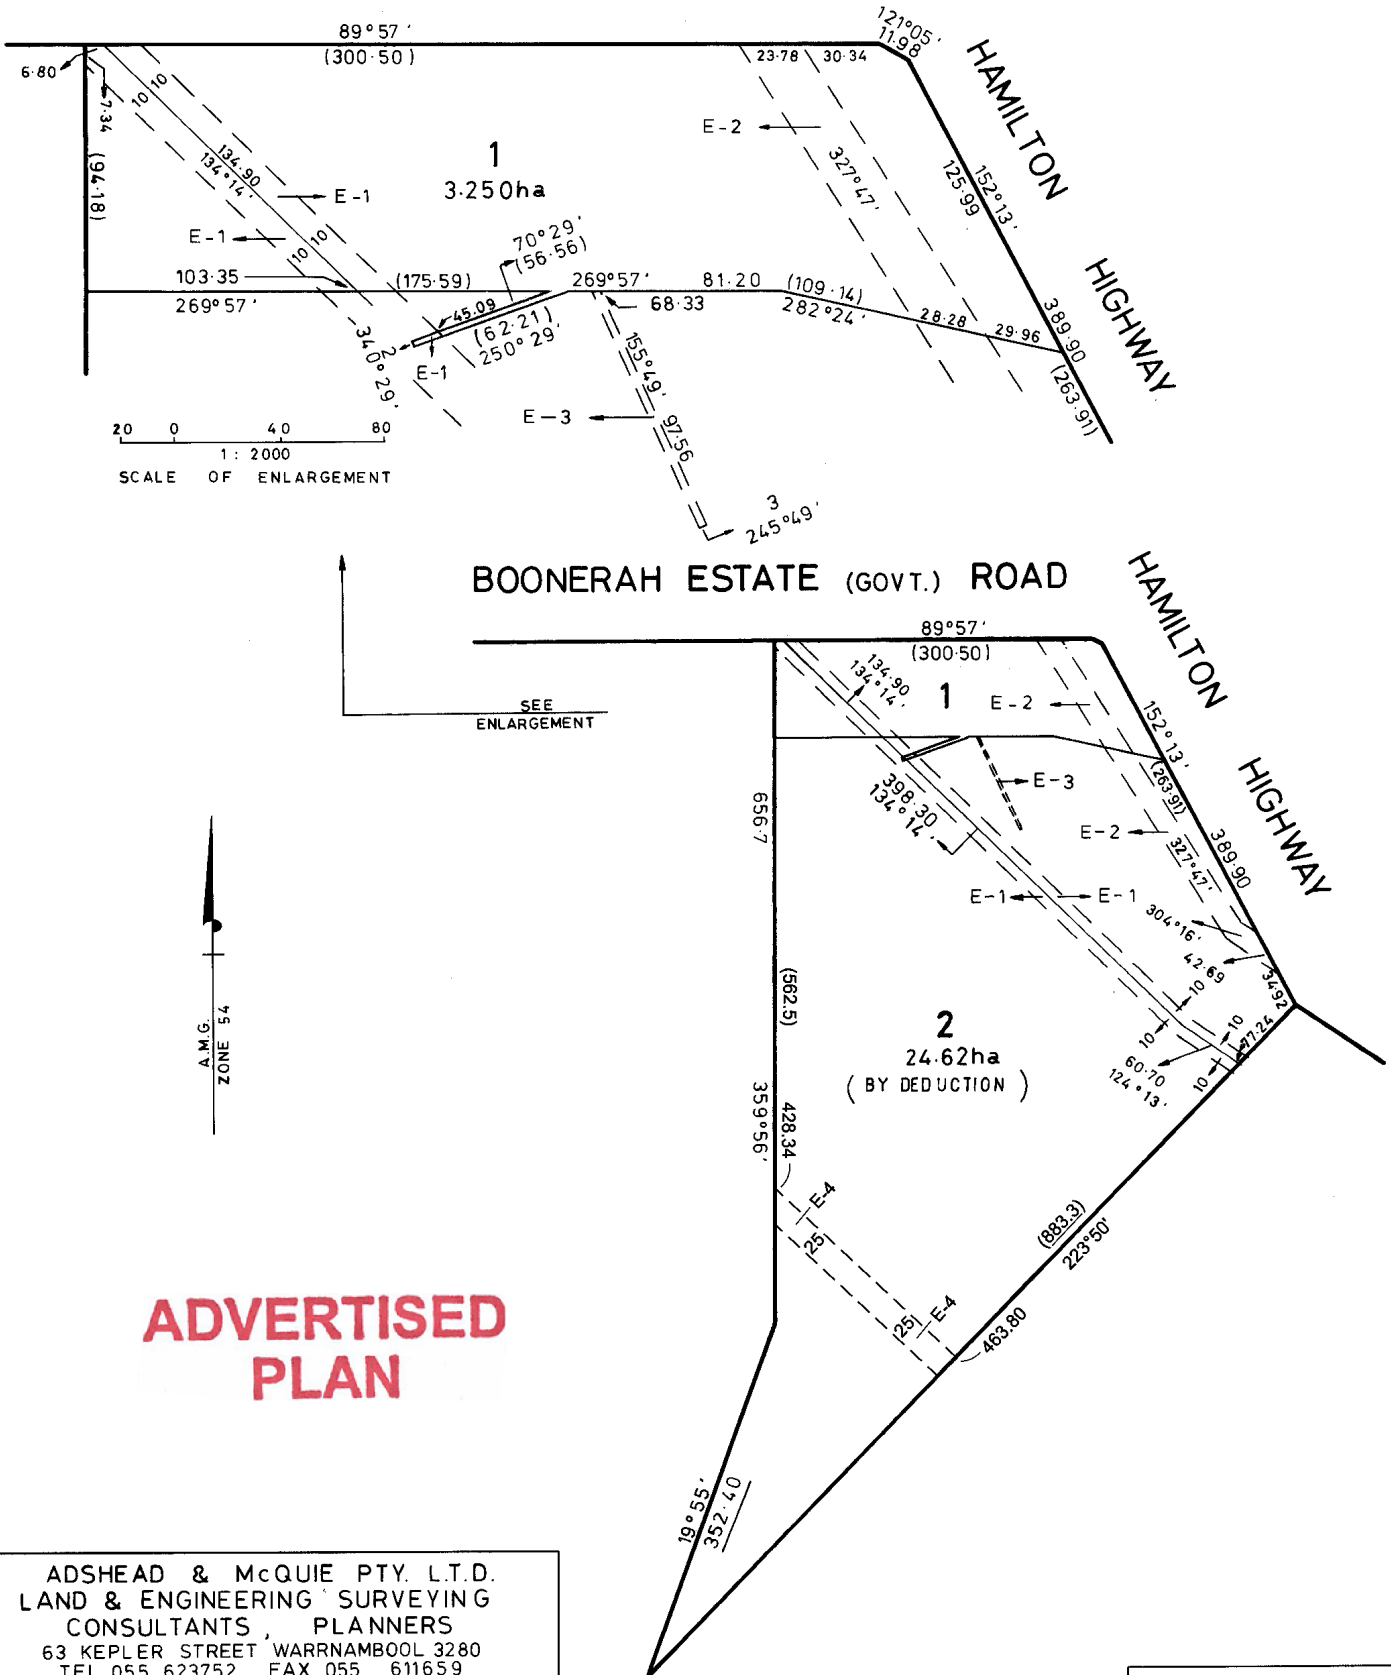 89°57'
(300·50)
121°05'
11.98
HAMILTON
HIGHWAY
6·80
7·34
(94·18)
10
10
23·78
30·34
E-2
327°47'
125.99
152°13'
1
3·250ha
134·90
134°14'
E-1
E-1
10
10
70°29'
(56·56)
103·35
269°57'
(175·59)
269°57'
81.20
(109·14)
282°24'
68·33
28·28
29·96
389·90
(263.91)
45.09
(62·21)
250°29'
2
340°29'
E-1
E-3
155°49'
97.56
3
245°49'
20 0 40 80
1 : 2000
SCALE OF ENLARGEMENT
BOONERAH ESTATE (GOVT.) ROAD
HAMILTON
HIGHWAY
SEE
ENLARGEMENT
89°57'
(300·50)
134·90
134°14'
1
E-2
152°13'
(263.91)
389·90
E-3
398.30
134°14'
E-2
327°47'
656·7
E-1
E-1
304°16'
42·69
34.92
10
10
10
77·24
10
60·70
124°13'
(562.5)
2
24·62ha
(BY DEDUCTION)
359°56'
428.34
A.M.G.
ZONE 54
E-4
25
(883.3)
223°50'
25
E-4
463.80
ADVERTISED
PLAN
19°55'
352·40
ADSHEAD & McQUIE PTY. L.T.D.
LAND & ENGINEERING SURVEYING
CONSULTANTS, PLANNERS
63 KEPLER STREET WARRNAMBOOL 3280
TEL 055 623752 FAX 055 611659